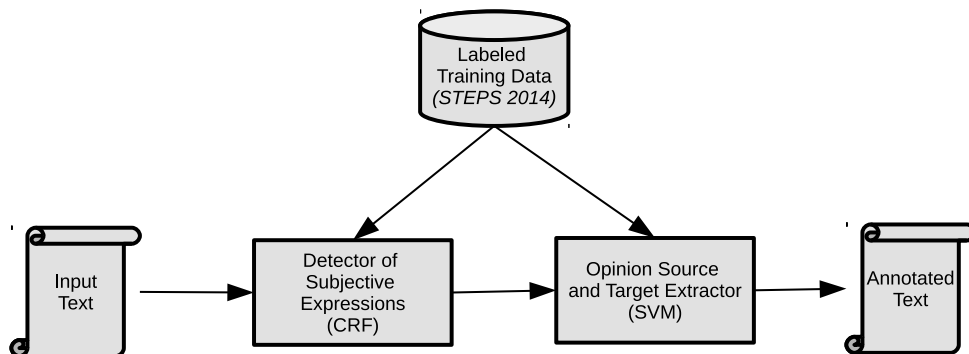 Labeled
Training Data
(STEPS 2014)
Input
Text
Detector of
Subjective
Expressions
(CRF)
Opinion Source
and Target Extractor
(SVM)
Annotated
Text